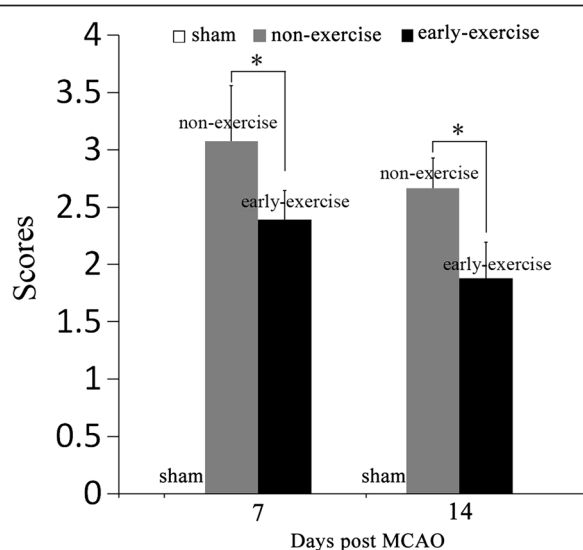 4
sham non-exercise early-exercise
*
3.5
non-exercise
*
3
non-exercise
2.5
early-exercise
2
early-exercise
Scores
1.5
1
0.5
sham sham
0
7 14
Days post MCAO